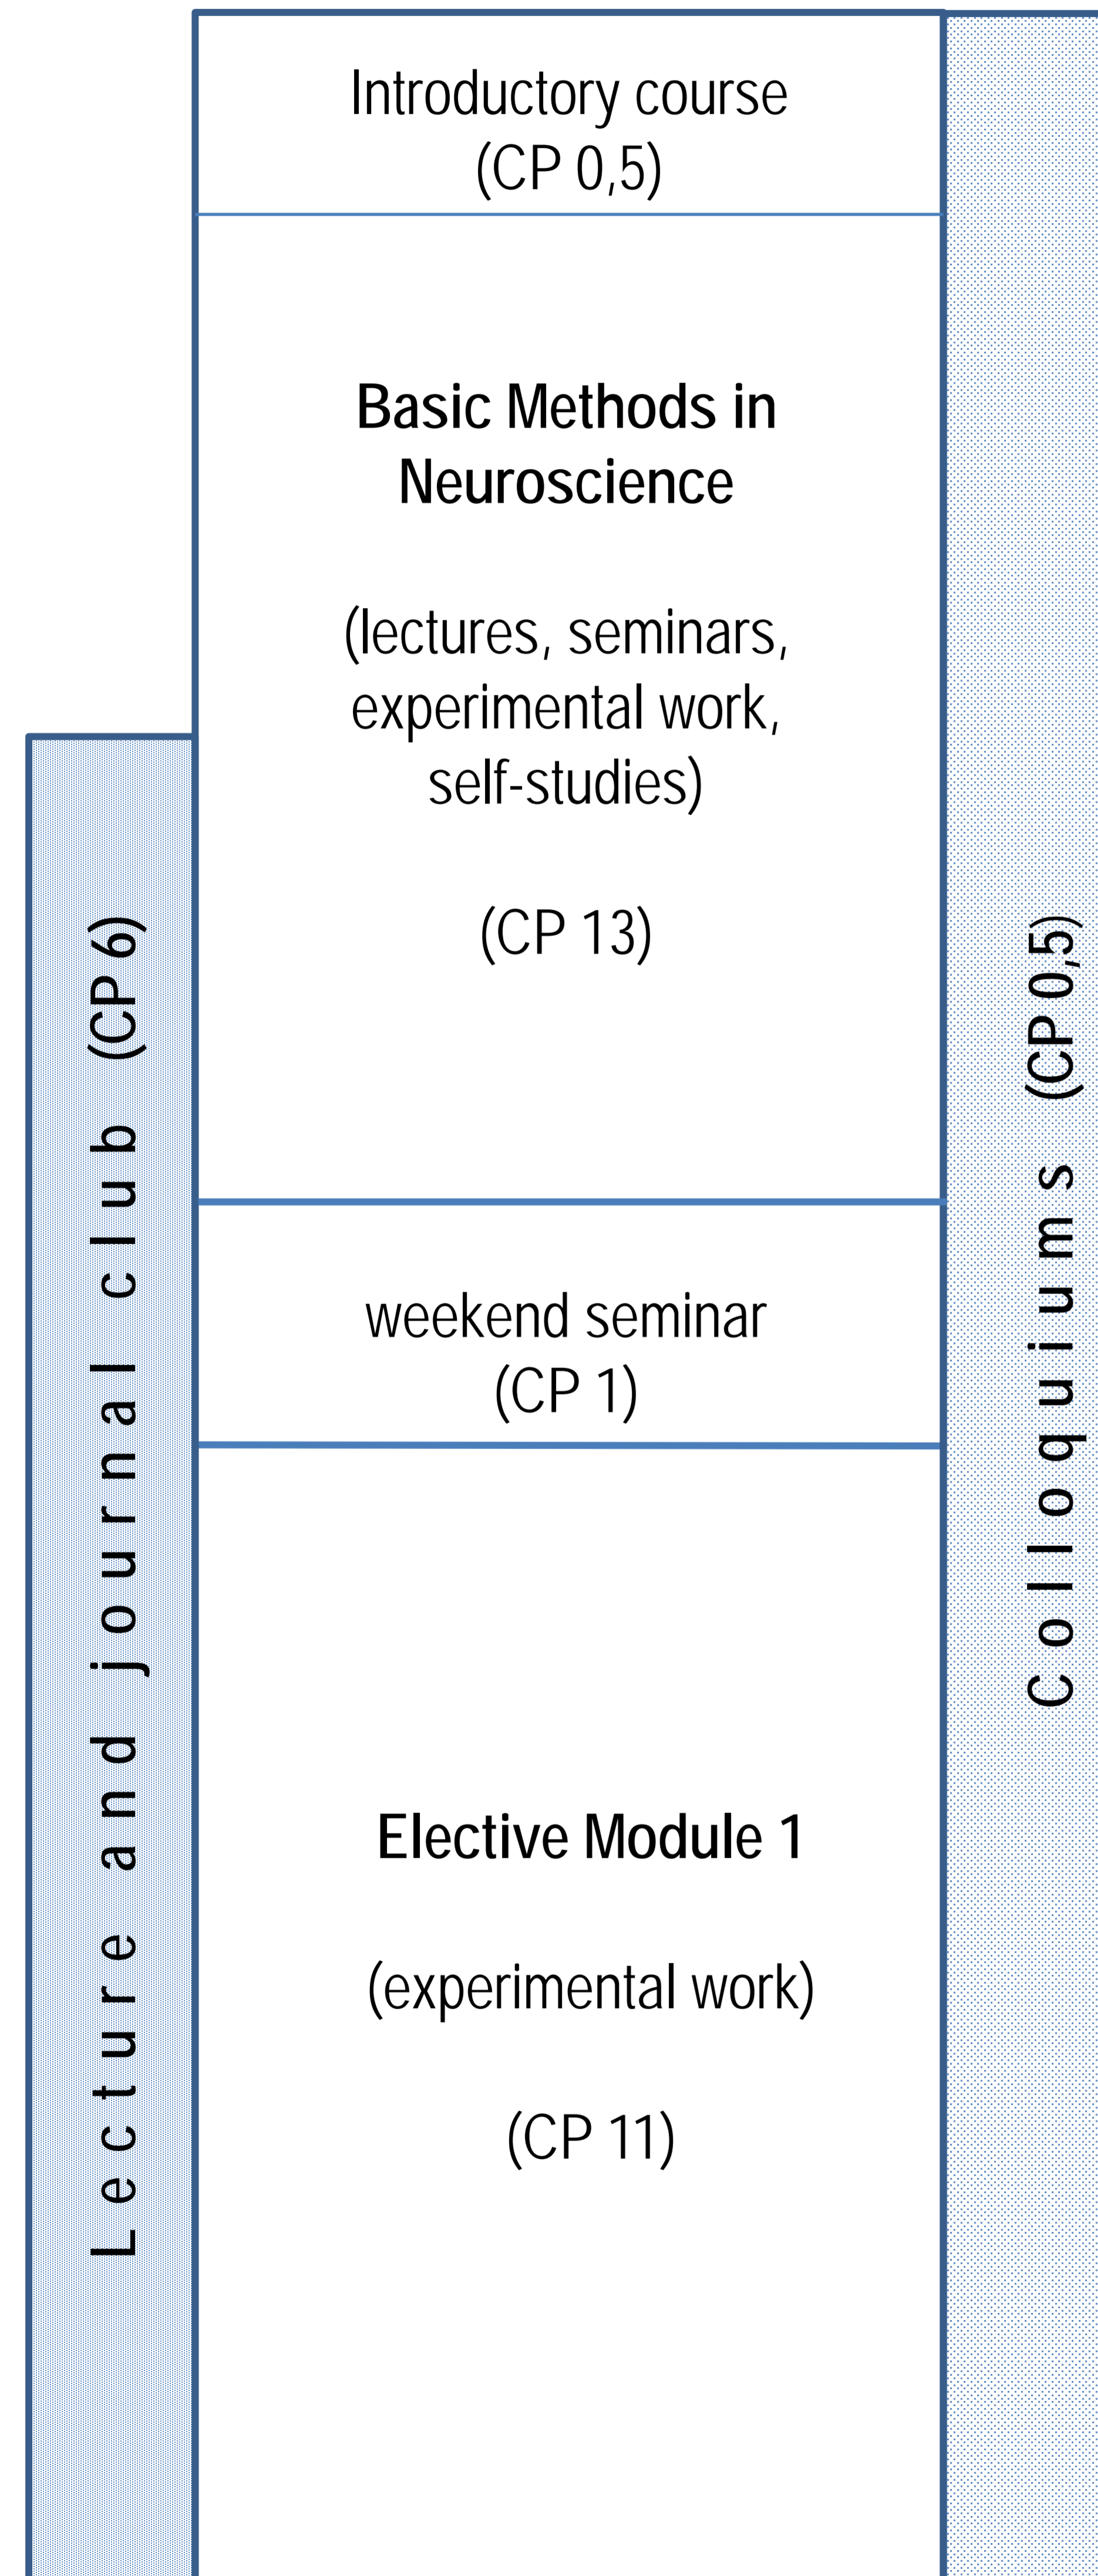 Introductory course
(CP 0,5)
Basic Methods in
Neuroscience
(lectures, seminars,
experimental work,
self-studies)
(CP 13)
weekend seminar
(CP 1)
Elective Module 1
(experimental work)
(CP 11)
Lecture and journal club (CP 6)
Colloquiums (CP 0,5)